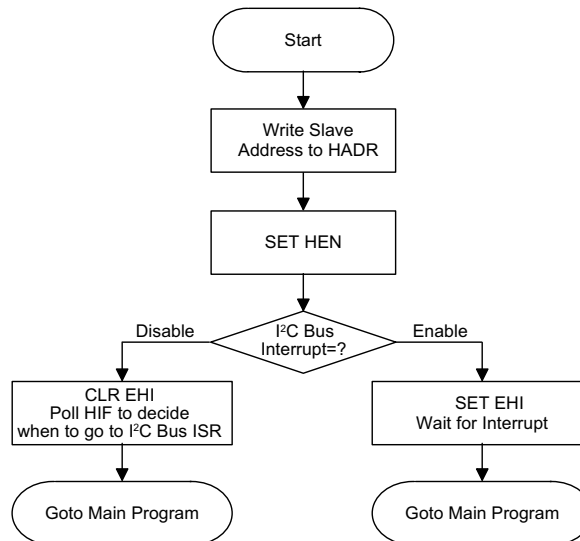 Start
Write Slave
Address to HADR
SET HEN
I²C Bus
Interrupt=?
Disable
Enable
CLR EHI
Poll HIF to decide
when to go to I²C Bus ISR
SET EHI
Wait for Interrupt
Goto Main Program
Goto Main Program